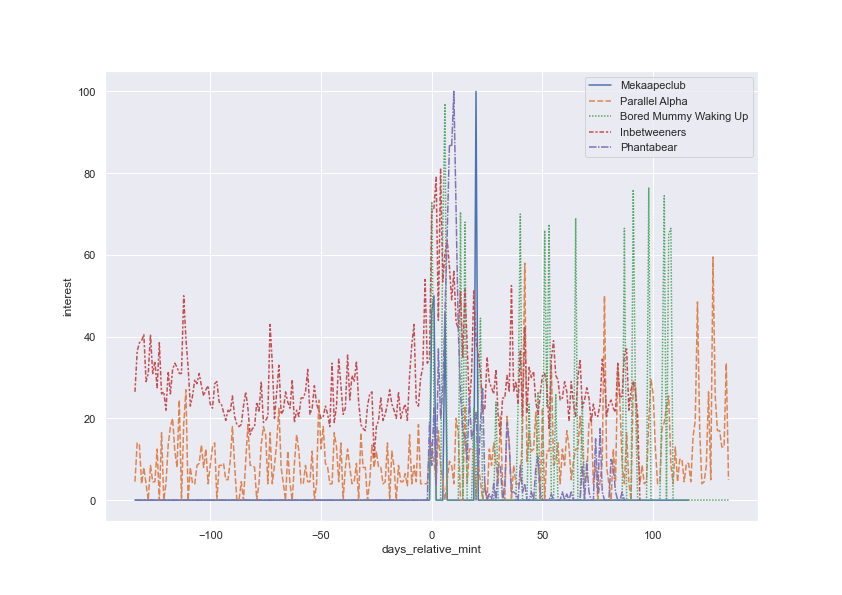 Mekaapeclub
Parallel Alpha
Bored Mummy Waking Up
Inbetweeners
Phantabear
100
80
60
40
20
0
interest
−100
−50
0
50
100
days_relative_mint